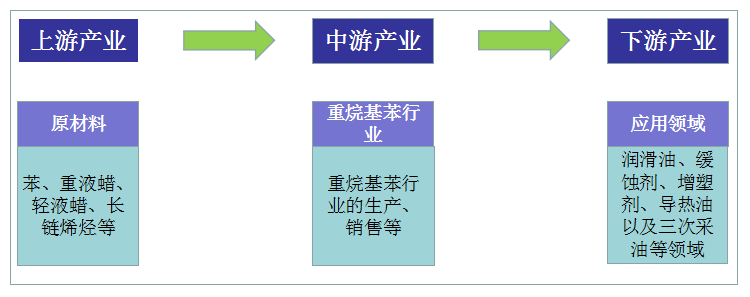 上游产业
中游产业
下游产业
原材料
苯、重液蜡、
轻液蜡、长
链烯烃等
重烷基苯行
业
重烷基苯行
业的生产、
销售等
应用领域
润滑油、缓
蚀剂、增塑
剂、导热油
以及三次采
油等领域